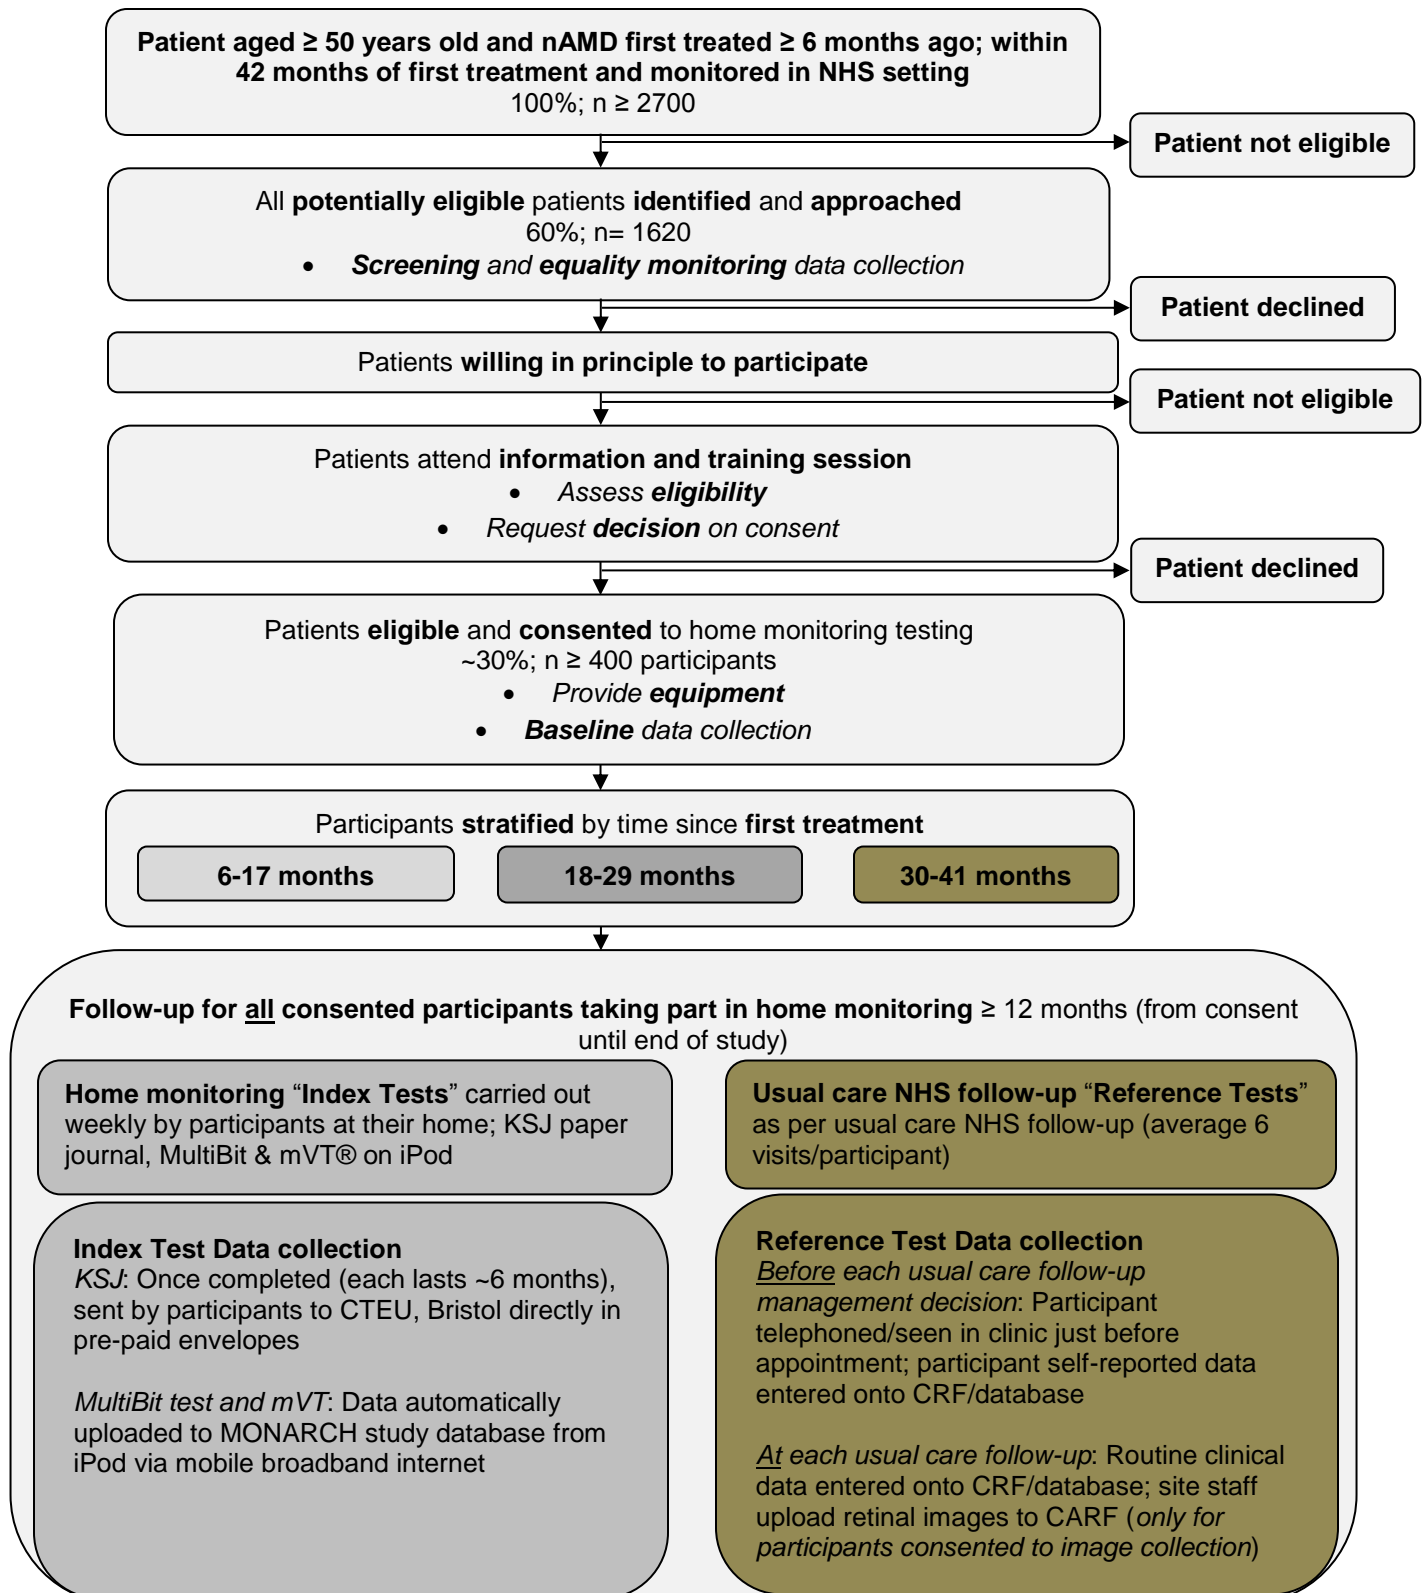 Patient aged ≥ 50 years old and nAMD first treated ≥ 6 months ago; within
42 months of first treatment and monitored in NHS setting
100%; n ≥ 2700
Patient not eligible
All potentially eligible patients identified and approached
60%; n= 1620
• Screening and equality monitoring data collection
Patient declined
Patients willing in principle to participate
Patient not eligible
Patients attend information and training session
• Assess eligibility
• Request decision on consent
Patient declined
Patients eligible and consented to home monitoring testing
~30%; n ≥ 400 participants
• Provide equipment
• Baseline data collection
Participants stratified by time since first treatment
6-17 months
18-29 months
30-41 months
Follow-up for all consented participants taking part in home monitoring ≥ 12 months (from consent
until end of study)
Home monitoring “Index Tests” carried out
weekly by participants at their home; KSJ paper
journal, MultiBit & mVT® on iPod
Usual care NHS follow-up “Reference Tests”
as per usual care NHS follow-up (average 6
visits/participant)
Index Test Data collection
KSJ: Once completed (each lasts ~6 months),
sent by participants to CTEU, Bristol directly in
pre-paid envelopes
MultiBit test and mVT: Data automatically
uploaded to MONARCH study database from
iPod via mobile broadband internet
Reference Test Data collection
Before each usual care follow-up
management decision: Participant
telephoned/seen in clinic just before
appointment; participant self-reported data
entered onto CRF/database
At each usual care follow-up: Routine clinical
data entered onto CRF/database; site staff
upload retinal images to CARF (only for
participants consented to image collection)